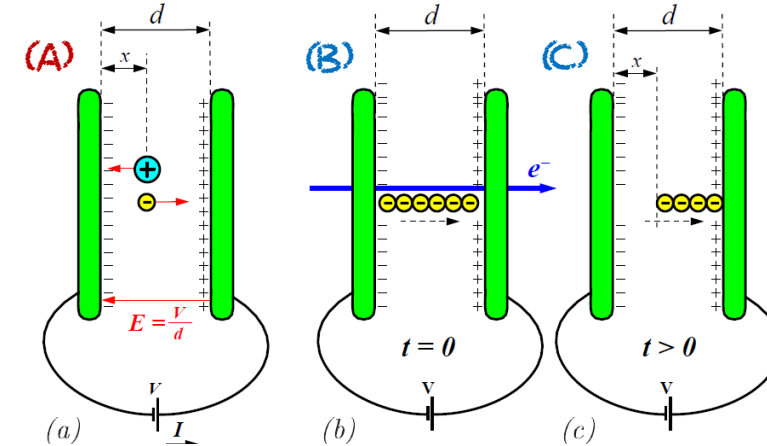 d d d
(A) x (B) (C) x
+
−
e⁻
− − − − − −
− − − −
E = V/d
t = 0 t > 0
V V V
(a) I (b) (c)